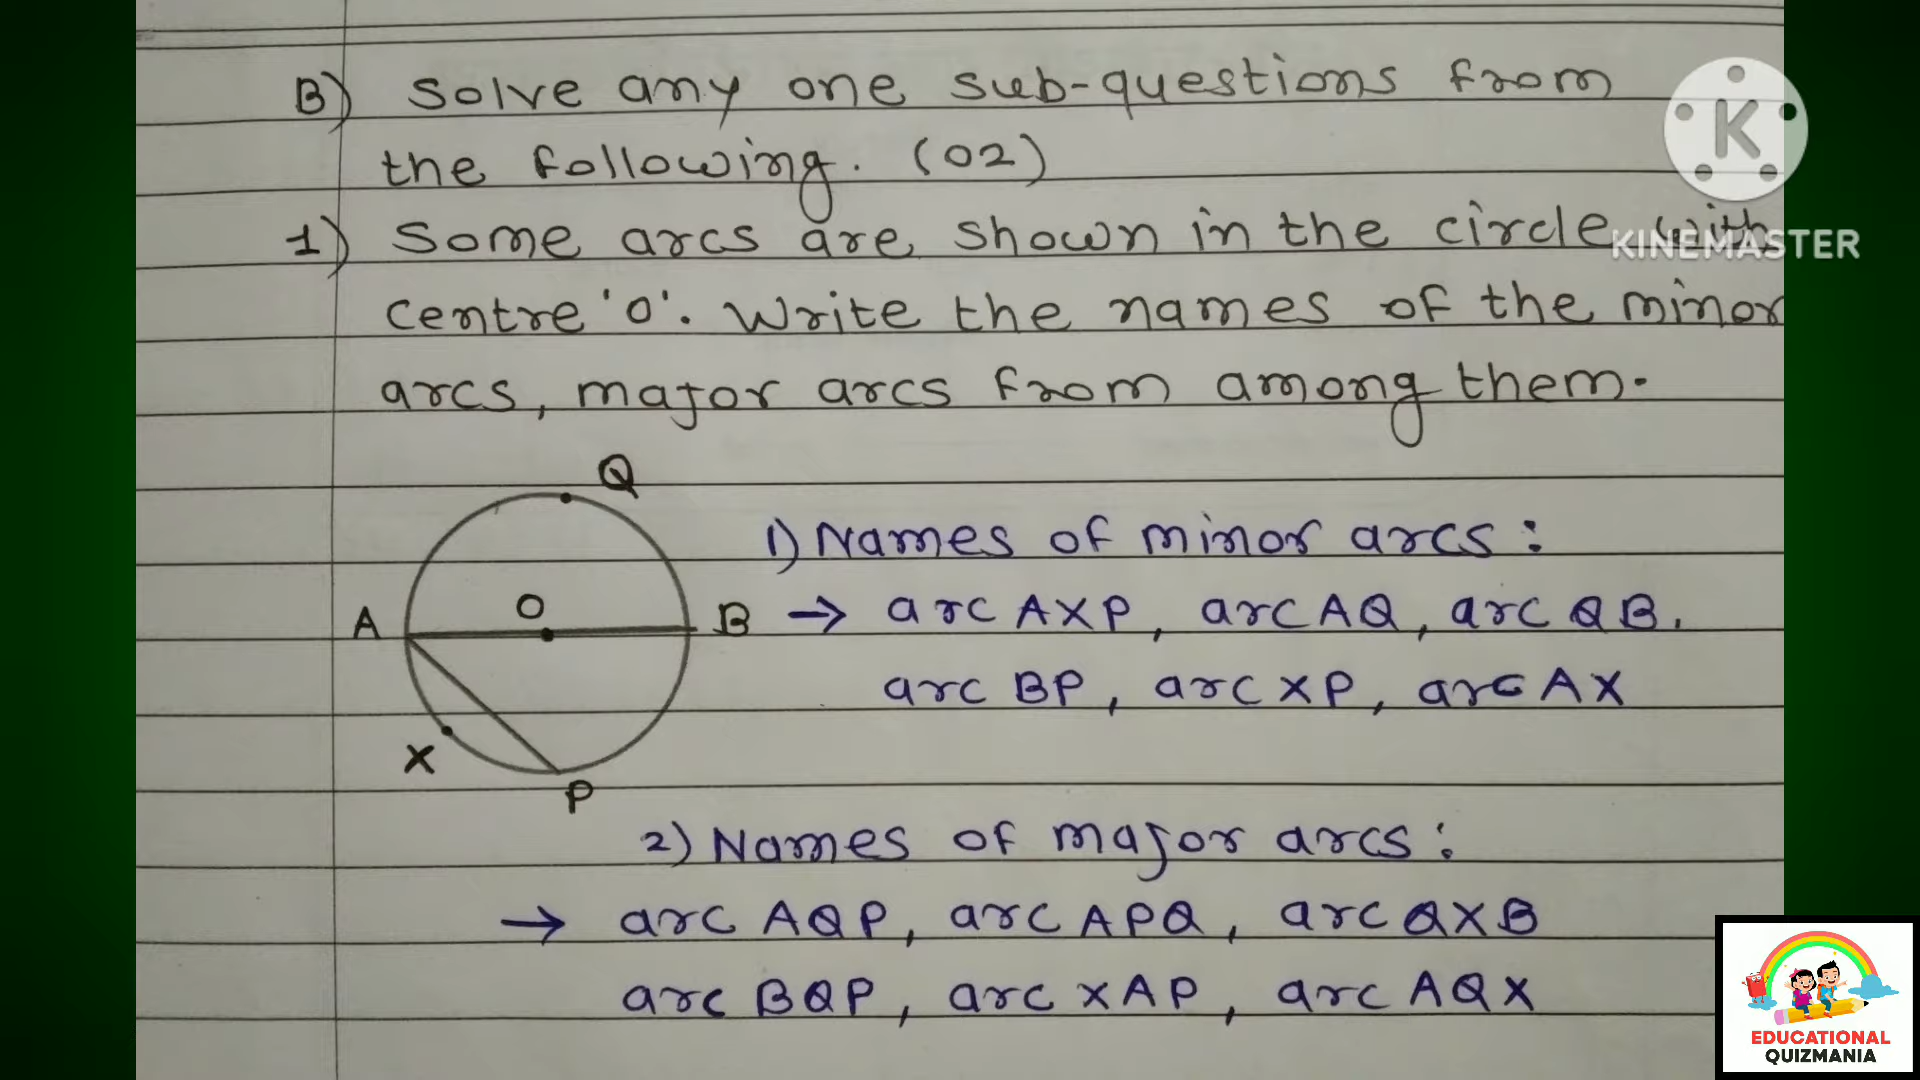 B) Solve any one sub-questions from
the following. (02)
1) Some arcs are shown in the circle with
centre 'O'. Write the names of the minor
arcs, major arcs from among them.
K
KINEMASTER
Q
A
O
B
X
P
1) Names of minor arcs:
→ arc AXP, arc AQ, arc QB.
arc BP, arc XP, arc AX
2) Names of major arcs:
→ arc AQP, arc APQ, arc QXB
arc BQP, arc XAP, arc AQX
EDUCATIONAL
QUIZMANIA